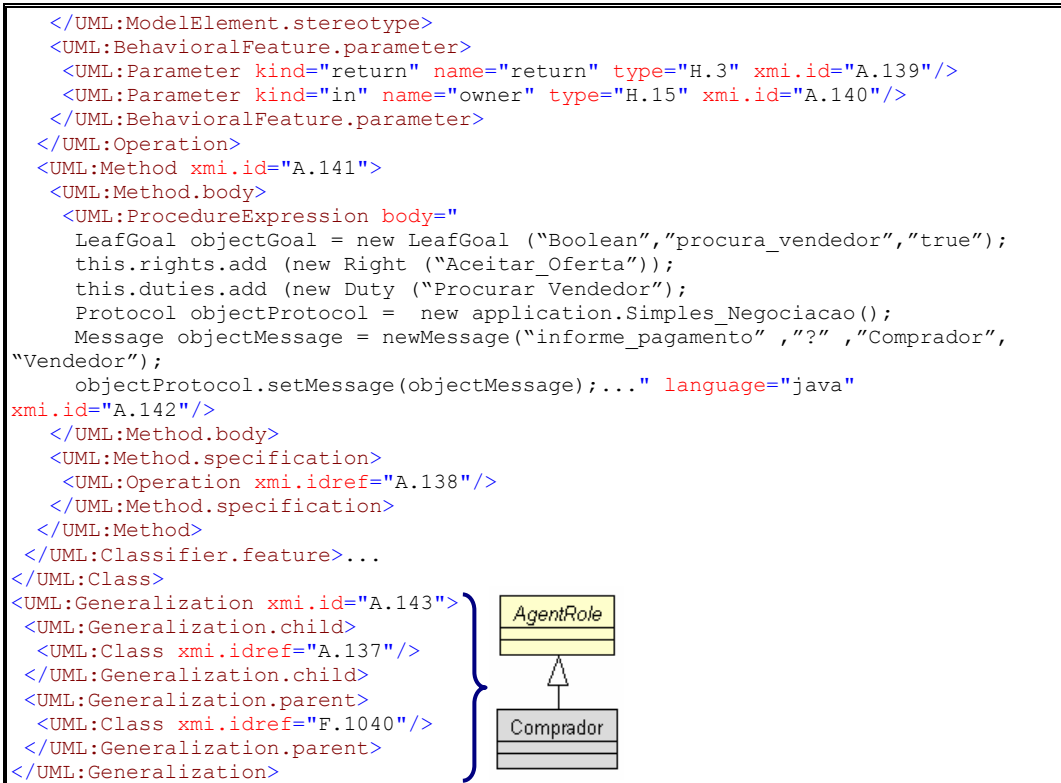 </UML:ModelElement.stereotype>
<UML:BehavioralFeature.parameter>
<UML:Parameter kind="return" name="return" type="H.3" xmi.id="A.139"/>
<UML:Parameter kind="in" name="owner" type="H.15" xmi.id="A.140"/>
</UML:BehavioralFeature.parameter>
</UML:Operation>
<UML:Method xmi.id="A.141">
<UML:Method.body>
<UML:ProcedureExpression body="
LeafGoal objectGoal = new LeafGoal (“Boolean”,”procura_vendedor”,”true”);
this.rights.add (new Right (“Aceitar_Oferta”));
this.duties.add (new Duty (“Procurar Vendedor”);
Protocol objectProtocol =  new application.Simples_Negociacao();
Message objectMessage = newMessage(“informe_pagamento” ,”?” ,”Comprador”,
“Vendedor”);
objectProtocol.setMessage(objectMessage);..." language="java"
xmi.id="A.142"/>
</UML:Method.body>
<UML:Method.specification>
<UML:Operation xmi.idref="A.138"/>
</UML:Method.specification>
</UML:Method>
</UML:Classifier.feature>...
</UML:Class>
<UML:Generalization xmi.id="A.143">
<UML:Generalization.child>
<UML:Class xmi.idref="A.137"/>
</UML:Generalization.child>
<UML:Generalization.parent>
<UML:Class xmi.idref="F.1040"/>
</UML:Generalization.parent>
</UML:Generalization>
AgentRole
Comprador